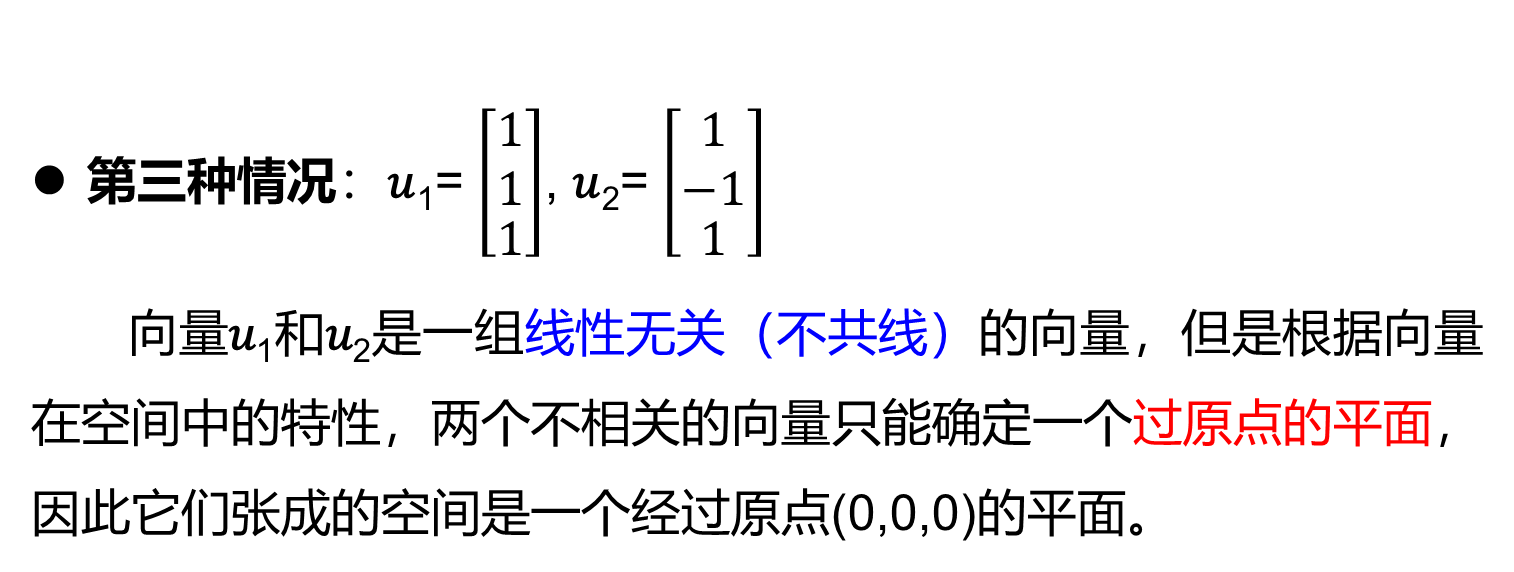 ● 第三种情况：u₁= [1 1 1], u₂= [1 −1 1]
向量u₁和u₂是一组线性无关（不共线）的向量，但是根据向量
在空间中的特性，两个不相关的向量只能确定一个过原点的平面，
因此它们张成的空间是一个经过原点(0,0,0)的平面。